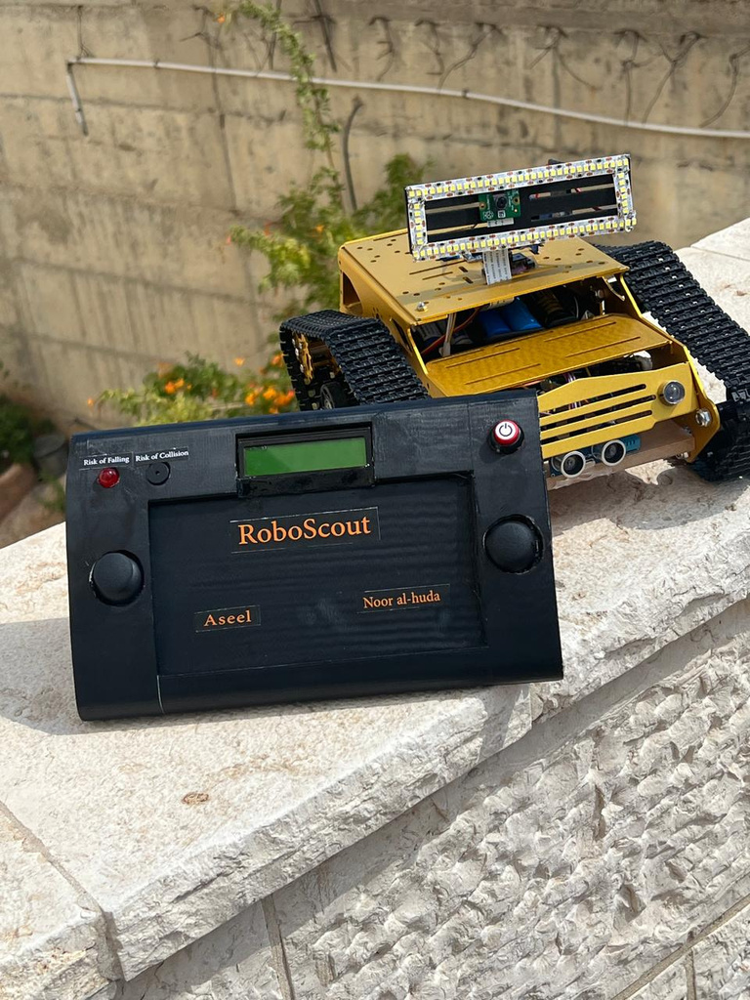 Risk of Falling
Risk of Collision
RoboScout
Aseel
Noor al-huda